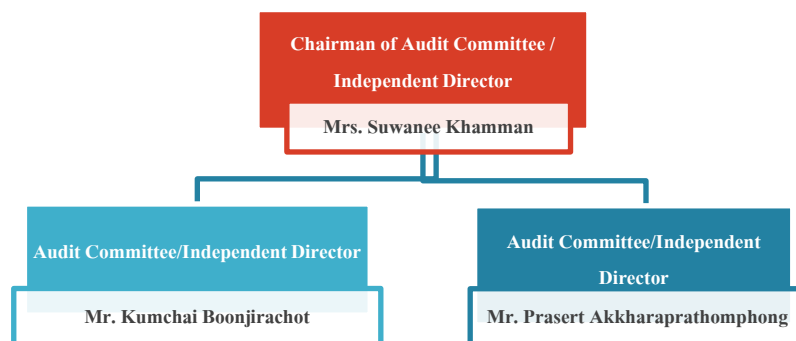 Chairman of Audit Committee /
Independent Director
Mrs. Suwanee Khamman
Audit Committee/Independent Director
Mr. Kumchai Boonjirachot
Audit Committee/Independent
Director
Mr. Prasert Akkharaprathomphong